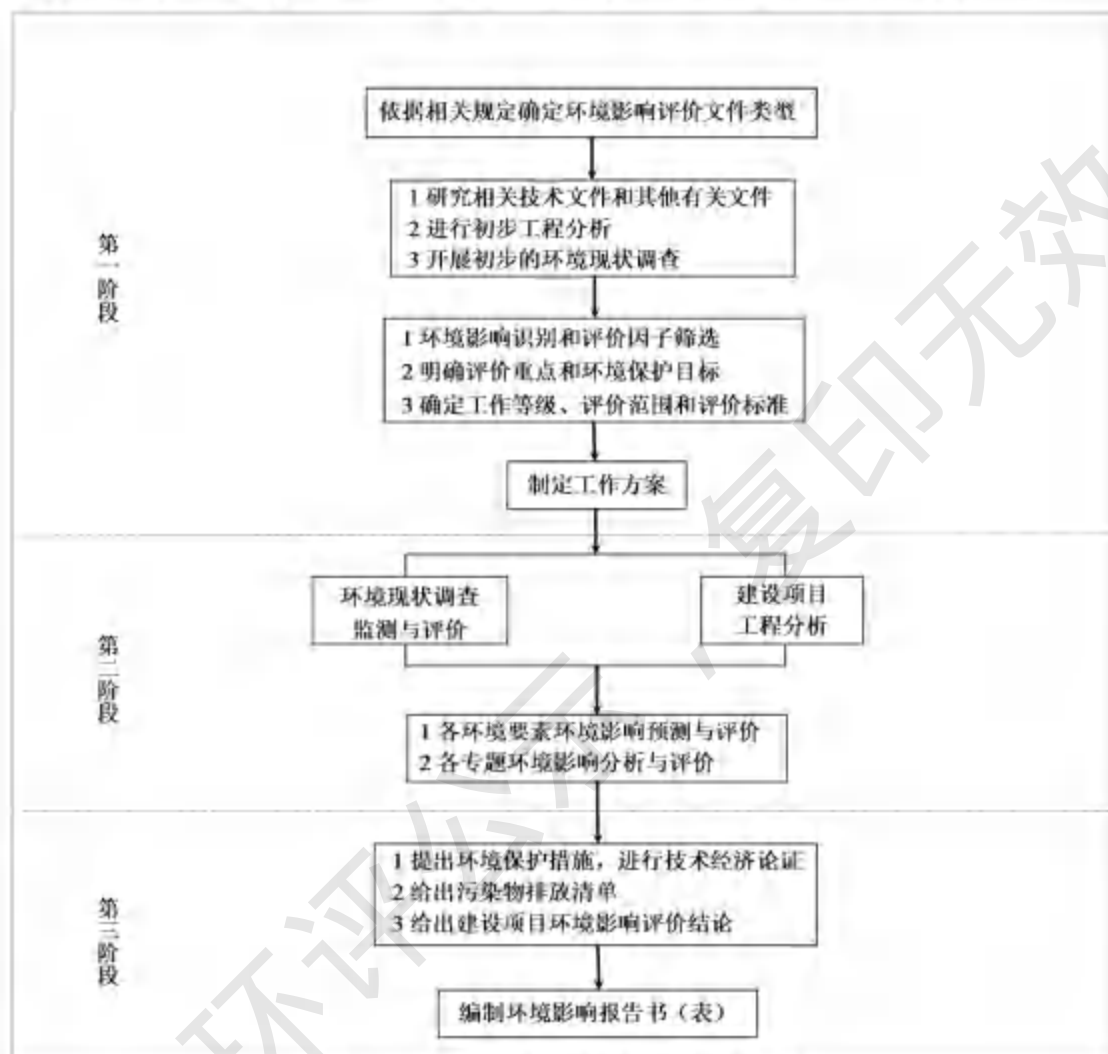 依据相关规定确定环境影响评价文件类型
1 研究相关技术文件和其他有关文件
2 进行初步工程分析
3 开展初步的环境现状调查
第一阶段
1 环境影响识别和评价因子筛选
2 明确评价重点和环境保护目标
3 确定工作等级、评价范围和评价标准
制定工作方案
环境现状调查
监测与评价
建设项目
工程分析
第二阶段
1 各环境要素环境影响预测与评价
2 各专题环境影响分析与评价
1 提出环境保护措施，进行技术经济论证
2 给出污染物排放清单
3 给出建设项目环境影响评价结论
第三阶段
编制环境影响报告书（表）
环评公示，复印无效